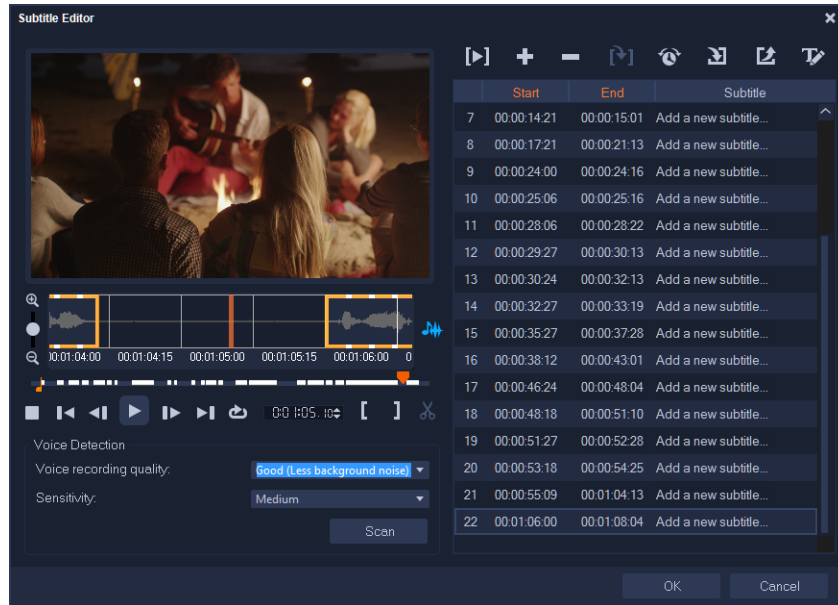 Subtitle Editor
Start End Subtitle
7 00:00:14:21 00:00:15:01 Add a new subtitle...
8 00:00:17:21 00:00:21:13 Add a new subtitle...
9 00:00:24:00 00:00:24:16 Add a new subtitle...
10 00:00:25:06 00:00:25:16 Add a new subtitle...
11 00:00:28:06 00:00:28:22 Add a new subtitle...
12 00:00:29:27 00:00:30:13 Add a new subtitle...
13 00:00:30:24 00:00:32:13 Add a new subtitle...
14 00:00:32:27 00:00:33:19 Add a new subtitle...
15 00:00:35:27 00:00:37:28 Add a new subtitle...
16 00:00:38:12 00:00:43:01 Add a new subtitle...
17 00:00:46:24 00:00:48:04 Add a new subtitle...
18 00:00:48:18 00:00:51:10 Add a new subtitle...
19 00:00:51:27 00:00:52:28 Add a new subtitle...
20 00:00:53:18 00:00:54:25 Add a new subtitle...
21 00:00:55:09 00:01:04:13 Add a new subtitle...
22 00:01:06:00 00:01:08:04 Add a new subtitle...
00:01:04:00 00:01:04:15 00:01:05:00 00:01:05:15 00:01:06:00 0
0:01:05.10
Voice Detection
Voice recording quality: Good (Less background noise)
Sensitivity: Medium
Scan
OK Cancel